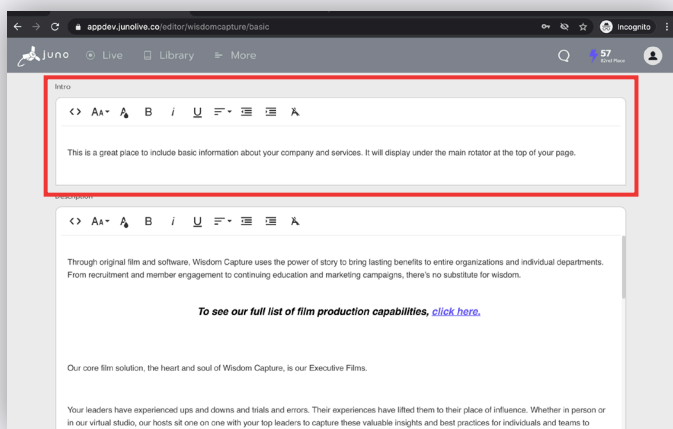 appdev.junolive.co/editor/wisdomcapture/basic
Incognito
juno Live Library More
57
82nd Place
Intro
AA A B i U
This is a great place to include basic information about your company and services. It will display under the main rotator at the top of your page.
Description
AA A B i U
Through original film and software, Wisdom Capture uses the power of story to bring lasting benefits to entire organizations and individual departments.
From recruitment and member engagement to continuing education and marketing campaigns, there's no substitute for wisdom.
To see our full list of film production capabilities, click here.
Our core film solution, the heart and soul of Wisdom Capture, is our Executive Films.
Your leaders have experienced ups and downs and trials and errors. Their experiences have lifted them to their place of influence. Whether in person or
in our virtual studio, our hosts sit one on one with your top leaders to capture these valuable insights and best practices for individuals and teams to